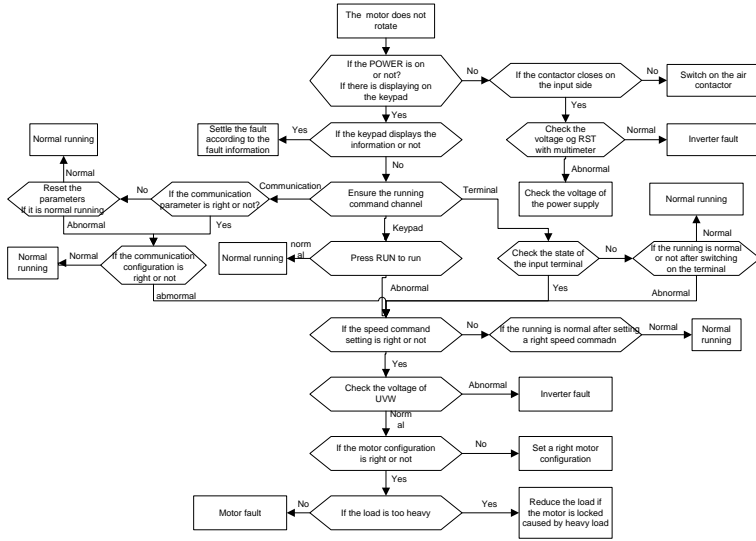 The motor does not
rotate
If the POWER is on
or not?
If there is displaying on
the keypad
No
If the contactor closes on
the input side
No
Switch on the air
contactor
Yes
Yes
Settle the fault
according to the
fault information
Yes
If the keypad displays the
information or not
Check the
voltage og RST
with multimeter
Normal
Inverter fault
Normal running
No
Abnormal
Normal
Reset the
parameters
If it is normal running
No
If the communication
parameter is right or not?
Communication
Ensure the running
command channel
Terminal
Check the voltage of
the power supply
Normal running
Abnormal
Yes
Keypad
Normal
Normal
running
Normal
If the communication
configuration is
right or not
Normal running
norm
al
Press RUN to run
Check the state of
the input terminal
No
If the running is normal
or not after switching
on the terminal
abmormal
Abnormal
Yes
Abnormal
If the speed command
setting is right or not
No
If the running is normal after setting
a right speed commadn
Normal
Normal
running
Yes
Check the voltage of
UVW
Abnormal
Inverter fault
Norm
al
If the motor configuration
is right or not
No
Set a right motor
configuration
Yes
Motor fault
No
If the load is too heavy
Yes
Reduce the load if
the motor is locked
caused by heavy load